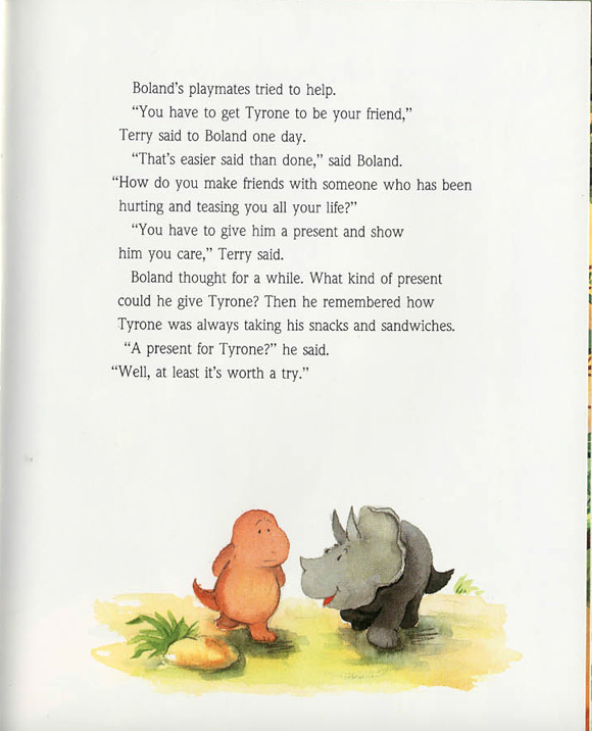 Boland's playmates tried to help.
"You have to get Tyrone to be your friend,"
Terry said to Boland one day.
"That's easier said than done," said Boland.
"How do you make friends with someone who has been
hurting and teasing you all your life?"
"You have to give him a present and show
him you care," Terry said.
Boland thought for a while. What kind of present
could he give Tyrone? Then he remembered how
Tyrone was always taking his snacks and sandwiches.
"A present for Tyrone?" he said.
"Well, at least it's worth a try."